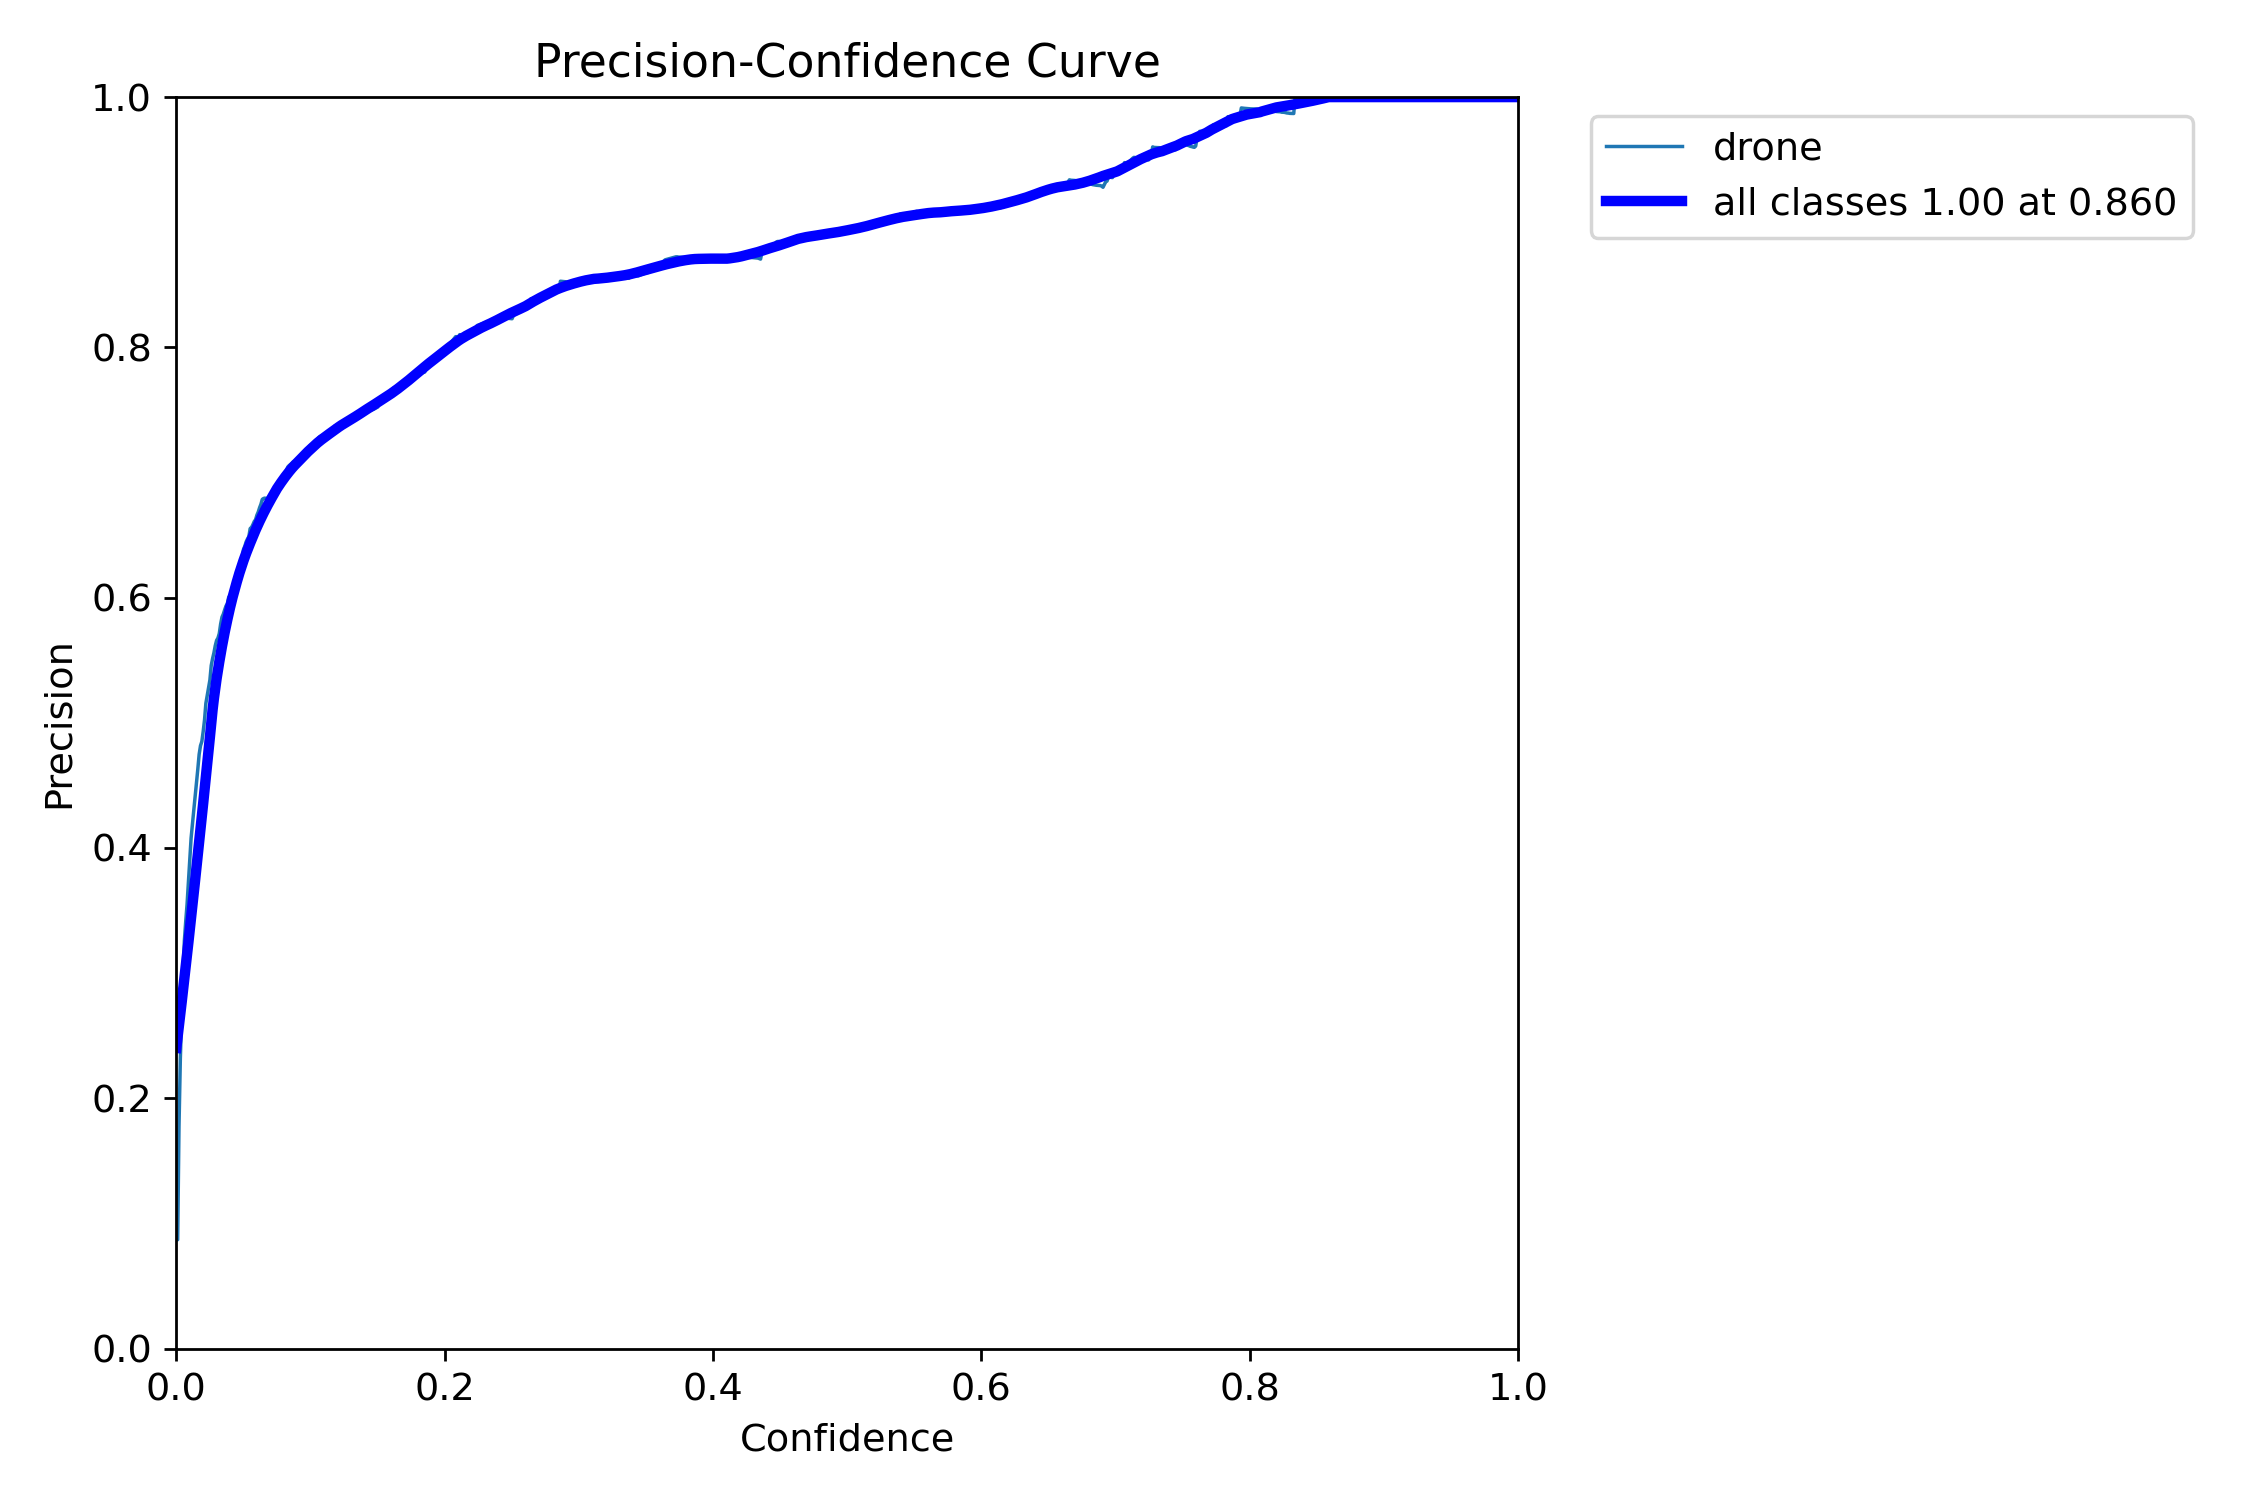 Precision-Confidence Curve
1.0
0.8
0.6
0.4
0.2
0.0
Precision
0.0 0.2 0.4 0.6 0.8 1.0
Confidence
drone
all classes 1.00 at 0.860